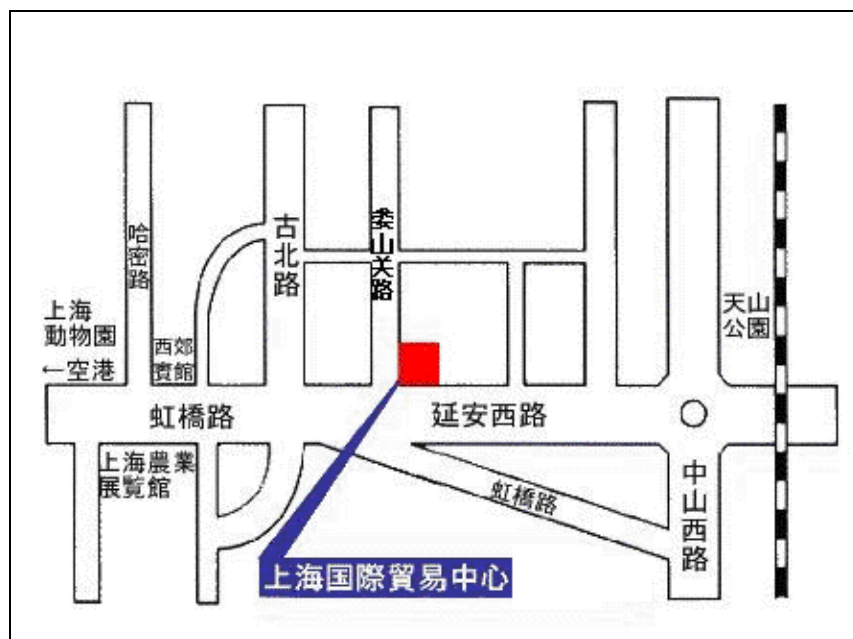 哈密路
古北路
娄山关路
上海
動物園
←空港
西郊
賓館
天山
公園
虹橋路
延安西路
上海農業
展覧館
虹橋路
中山西路
上海国際貿易中心